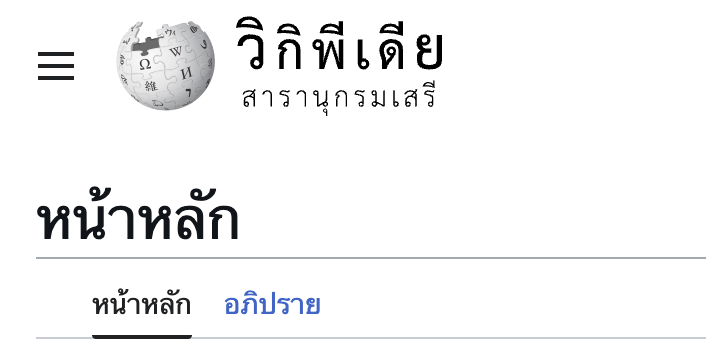 วิกิพีเดีย
สารานุกรมเสรี
หน้าหลัก
หน้าหลัก อภิปราย